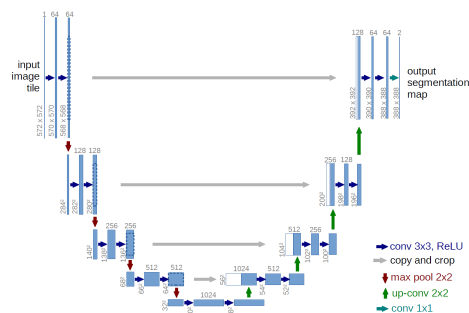 1
64
64
128
64
64
2
input
image
tile
output
segmentation
map
572 x 572
570 x 570
568 x 568
392 x 392
390 x 390
388 x 388
388 x 388
128
128
256
128
284²
282²
280²
200²
198²
196²
256
256
512
256
140²
138²
136²
104²
102²
100²
512
512
1024
512
68²
66²
64²
56²
54²
52²
1024
32²
conv 3x3, ReLU
copy and crop
max pool 2x2
up-conv 2x2
conv 1x1